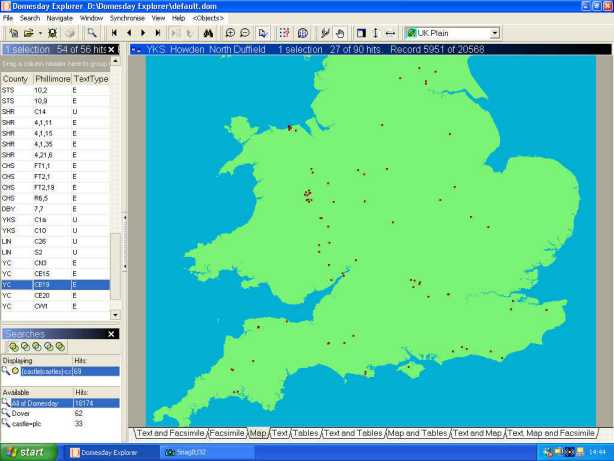 Domesday Explorer D:\Domesday Explorer\default.dom
File Search Navigate Window Synchronise View Help <Objects>
UK Plain
1 selection 54 of 56 hits
YKS Howden North Duffield 1 selection 27 of 90 hits. Record 5951 of 20568
Drag a column header here to group
County Phillimore TextType
STS 10,2 E
STS 10,9 E
SHR C14 U
SHR 4,1,11 E
SHR 4,1,15 E
SHR 4,1,35 E
SHR 4,21,6 E
CHS FT1,1 E
CHS FT2,1 E
CHS FT2,19 E
CHS R6,5 E
DBY 7,7 E
YKS C1a U
YKS C10 U
LIN C26 U
LIN S2 U
YC CN3 E
YC CE15 E
YC CE19 E
YC CE20 E
YC CW1 E
Searches
Displaying Hits:
69
Available Hits:
All of Domesday 18174
Dover 62
castle=plc 33
Text and Facsimile Facsimile Map Text Tables Text and Tables Map and Tables Text and Map Text, Map and Facsimile
start Domesday Explorer SnagIt/32 14:44